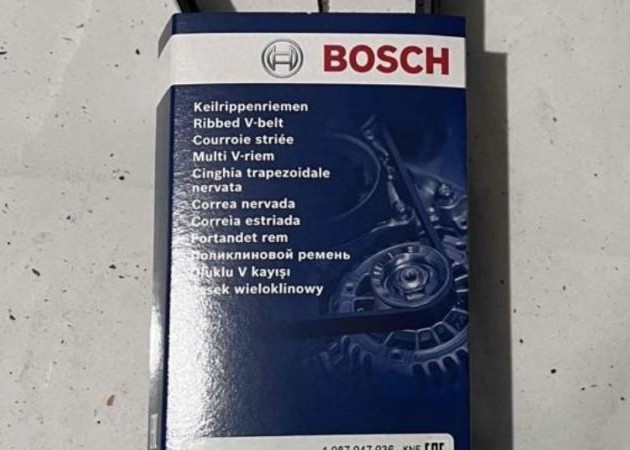 BOSCH
Keilrippenriemen
Ribbed V-belt
Courroie striée
Multi V-riem
Cinghia trapezoidale
nervata
Correa nervada
Correia estriada
Fortandet rem
Поликлиновой ремень
V kayışı
wieloklinowy